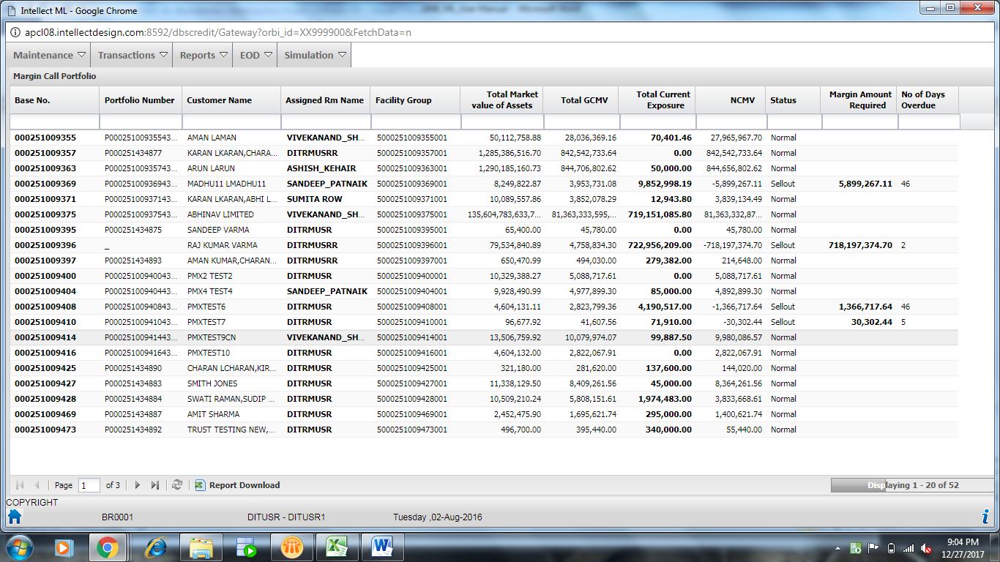 Intellect ML - Google Chrome
apcl08.intellectdesign.com:8592/dbscredit/Gateway?orbi_id=XX999900&FetchData=n
Maintenance Transactions Reports EOD Simulation
Margin Call Portfolio
Base No. Portfolio Number Customer Name Assigned Rm Name Facility Group Total Market value of Assets Total GCMV Total Current Exposure NCMV Status Margin Amount Required No of Days Overdue
000251009355 P00025100935543... AMAN LAMAN VIVEKANAND_SH... 5000251009355001 50,112,758.88 28,036,369.16 70,401.46 27,965,967.70 Normal
000251009357 P000251434877 KARAN LKARAN,CHARA... DITRMUSRR 5000251009357001 1,285,386,516.70 842,542,733.64 0.00 842,542,733.64 Normal
000251009363 P00025100935743... ARUN LARUN ASHISH_KEHAIR 5000251009363001 1,290,185,160.73 844,706,802.62 50,000.00 844,656,802.62 Normal
000251009369 P00025100936943... MADHU11 LMADHU11 SANDEEP_PATNAIK 5000251009369001 8,249,822.87 3,953,731.08 9,852,998.19 -5,899,267.11 Sellout 5,899,267.11 46
000251009371 P00025100937143... KARAN LKARAN,ABHI L... SUMITA ROW 5000251009371001 10,089,557.86 3,852,078.29 12,943.80 3,839,134.49 Normal
000251009375 P00025100937543... ABHINAV LIMITED VIVEKANAND_SH... 5000251009375001 135,604,783,633,7... 81,363,333,595,... 719,151,085.80 81,363,332,87... Normal
000251009395 P000251434875 SANDEEP VARMA DITRMUSR 5000251009395001 65,400.00 45,780.00 0.00 45,780.00 Normal
000251009396 _ RAJ KUMAR VARMA DITRMUSRR 5000251009396001 79,534,840.89 4,758,834.30 722,956,209.00 -718,197,374.70 Sellout 718,197,374.70 2
000251009397 P000251434893 AMAN KUMAR,CHARAN... DITRMUSRR 5000251009397001 650,470.99 494,030.00 279,382.00 214,648.00 Normal
000251009400 P00025100940043... PMX2 TEST2 DITRMUSR 5000251009400001 10,329,388.27 5,088,717.61 0.00 5,088,717.61 Normal
000251009404 P00025100940443... PMX4 TEST4 SANDEEP_PATNAIK 5000251009404001 9,928,490.99 4,977,899.30 85,000.00 4,892,899.30 Normal
000251009408 P00025100940843... PMXTEST6 DITRMUSR 5000251009408001 4,604,131.11 2,823,799.36 4,190,517.00 -1,366,717.64 Sellout 1,366,717.64 46
000251009410 P00025100941043... PMXTEST7 DITRMUSR 5000251009410001 96,677.92 41,607.56 71,910.00 -30,302.44 Sellout 30,302.44 5
000251009414 P00025100941443... PMXTEST9CN VIVEKANAND_SH... 5000251009414001 13,506,759.92 10,079,974.07 99,887.50 9,980,086.57 Normal
000251009416 P00025100941643... PMXTEST10 DITRMUSR 5000251009416001 4,604,132.00 2,822,067.91 0.00 2,822,067.91 Normal
000251009425 P000251434890 CHARAN LCHARAN,KIR... DITRMUSR 5000251009425001 321,180.00 281,620.00 137,600.00 144,020.00 Normal
000251009427 P000251434883 SMITH JONES DITRMUSR 5000251009427001 11,338,129.50 8,409,261.56 45,000.00 8,364,261.56 Normal
000251009428 P000251434884 SWATI RAMAN,SUDIP ... DITRMUSR 5000251009428001 10,509,210.24 5,808,151.61 1,974,483.00 3,833,668.61 Normal
000251009469 P000251434887 AMIT SHARMA DITRMUSR 5000251009469001 2,452,475.90 1,695,621.74 295,000.00 1,400,621.74 Normal
000251009473 P000251434892 TRUST TESTING NEW,... DITRMUSR 5000251009473001 496,700.00 395,440.00 340,000.00 55,440.00 Normal
Page 1 of 3 Report Download Displaying 1 - 20 of 52
COPYRIGHT
BR0001 DITUSR - DITUSR1 Tuesday ,02-Aug-2016
9:04 PM
12/27/2017